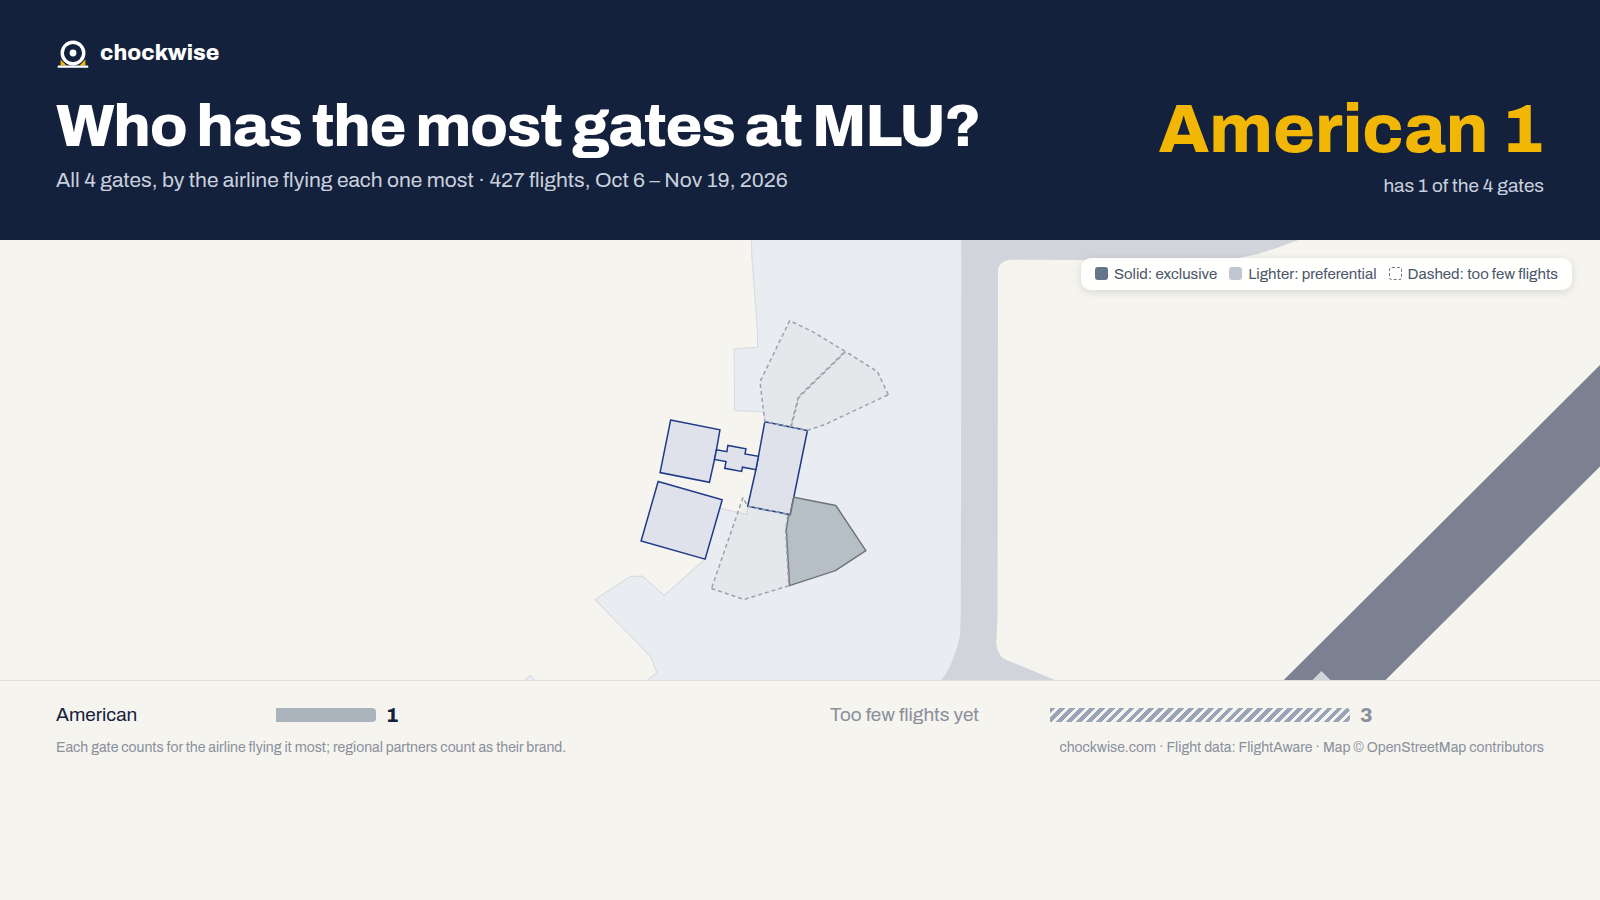 chockwise
Who has the most gates at MLU?
All 4 gates, by the airline flying each one most · 427 flights, Oct 6 – Nov 19, 2026
American 1
has 1 of the 4 gates
Solid: exclusive Lighter: preferential Dashed: too few flights
American 1
Too few flights yet 3
Each gate counts for the airline flying it most; regional partners count as their brand.
chockwise.com · Flight data: FlightAware · Map © OpenStreetMap contributors